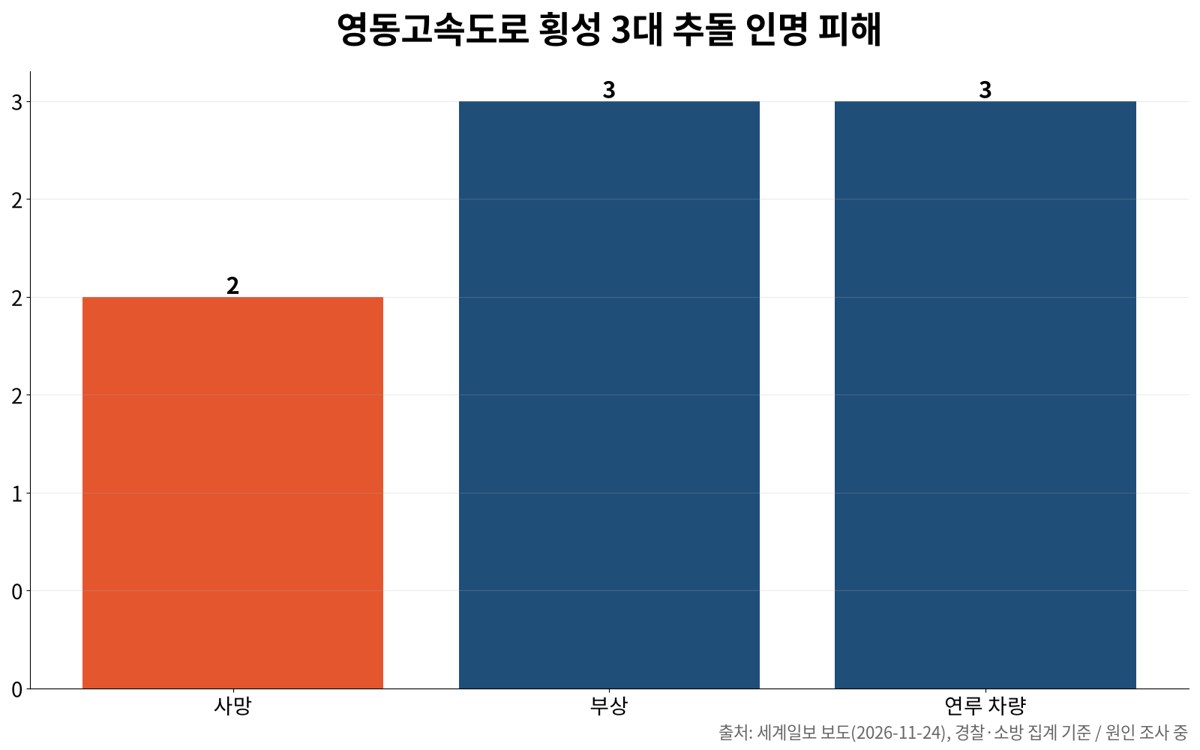 영동고속도로 횡성 3대 추돌 인명 피해
3
3
3
2
2
2
2
1
0
0
사망
부상
연루 차량
출처: 세계일보 보도(2026-11-24), 경찰·소방 집계 기준 / 원인 조사 중